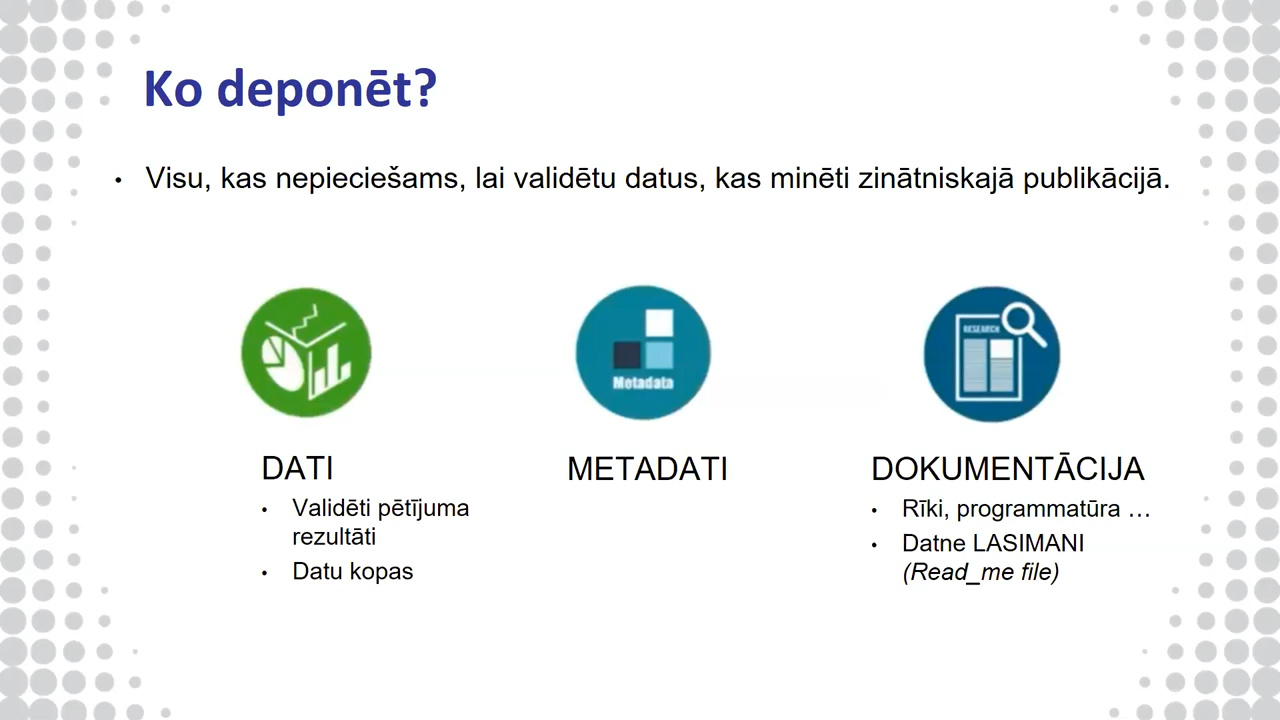 Ko deponēt?
• Visu, kas nepieciešams, lai validētu datus, kas minēti zinātniskajā publikācijā.
Metadata
RESEARCH
DATI
• Validēti pētījuma
rezultāti
• Datu kopas
METADATI
DOKUMENTĀCIJA
• Rīki, programmatūra …
• Datne LASIMANI
(Read_me file)